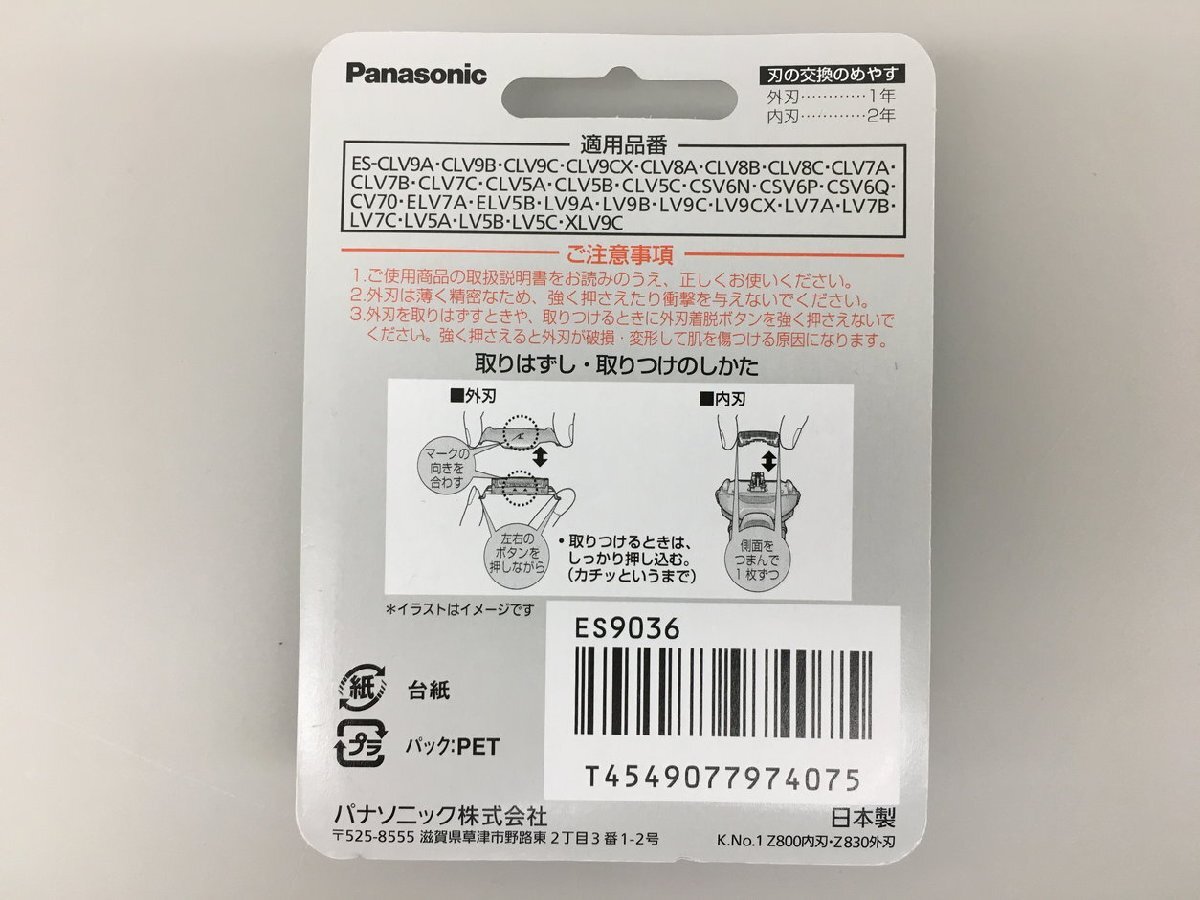 Panasonic
刃の交換のめやす
外刃…………1年
内刃…………2年
適用品番
ES-CLV9A・CLV9B・CLV9C・CLV9CX・CLV8A・CLV8B・CLV8C・CLV7A・
CLV7B・CLV7C・CLV5A・CLV5B・CLV5C・CSV6N・CSV6P・CSV6Q・
CV70・ELV7A・ELV5B・LV9A・LV9B・LV9C・LV9CX・LV7A・LV7B・
LV7C・LV5A・LV5B・LV5C・XLV9C
ご注意事項
1.ご使用商品の取扱説明書をお読みのうえ、正しくお使いください。
2.外刃は薄く精密なため、強く押さえたり衝撃を与えないでください。
3.外刃を取りはずすときや、取りつけるときに外刃着脱ボタンを強く押さえないで
ください。強く押さえると外刃が破損・変形して肌を傷つける原因になります。
取りはずし・取りつけのしかた
■外刃
■内刃
マークの
向きを
合わす
左右の
ボタンを
押しながら
・取りつけるときは、
しっかり押し込む。
(カチッというまで)
側面を
つまんで
1枚ずつ
*イラストはイメージです
ES9036
T4549077974075
紙
台紙
プラ
パック:PET
パナソニック株式会社
〒525-8555 滋賀県草津市野路東2丁目3番1-2号
日本製
K.No.1 Z800内刃・Z830外刃